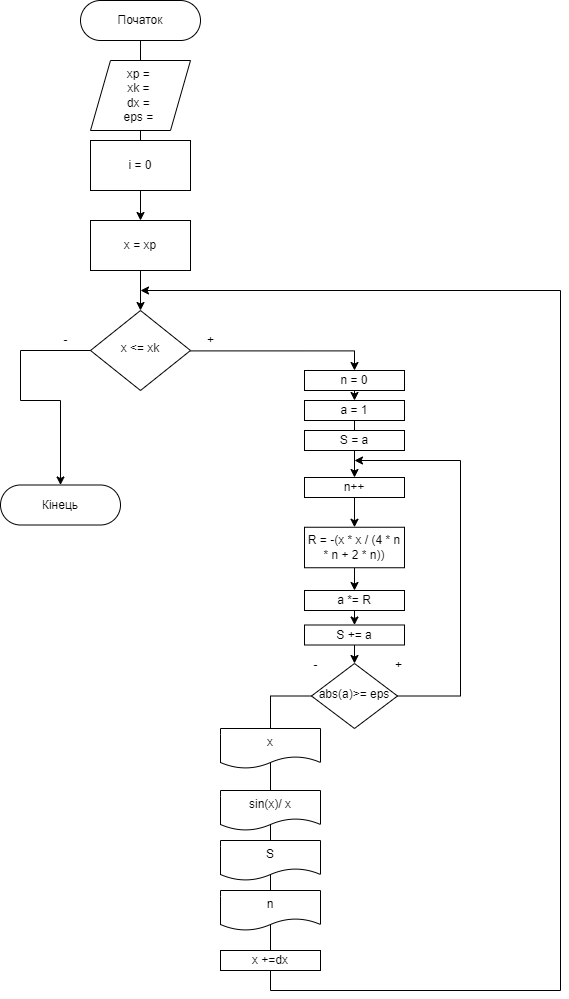 Початок
xp =
xk =
dx =
eps =
i = 0
x = xp
x <= xk
-
+
n = 0
a = 1
S = a
n++
R = -(x * x / (4 * n
* n + 2 * n))
a *= R
S += a
abs(a)>= eps
-
+
x
sin(x)/ x
S
n
x +=dx
Кінець